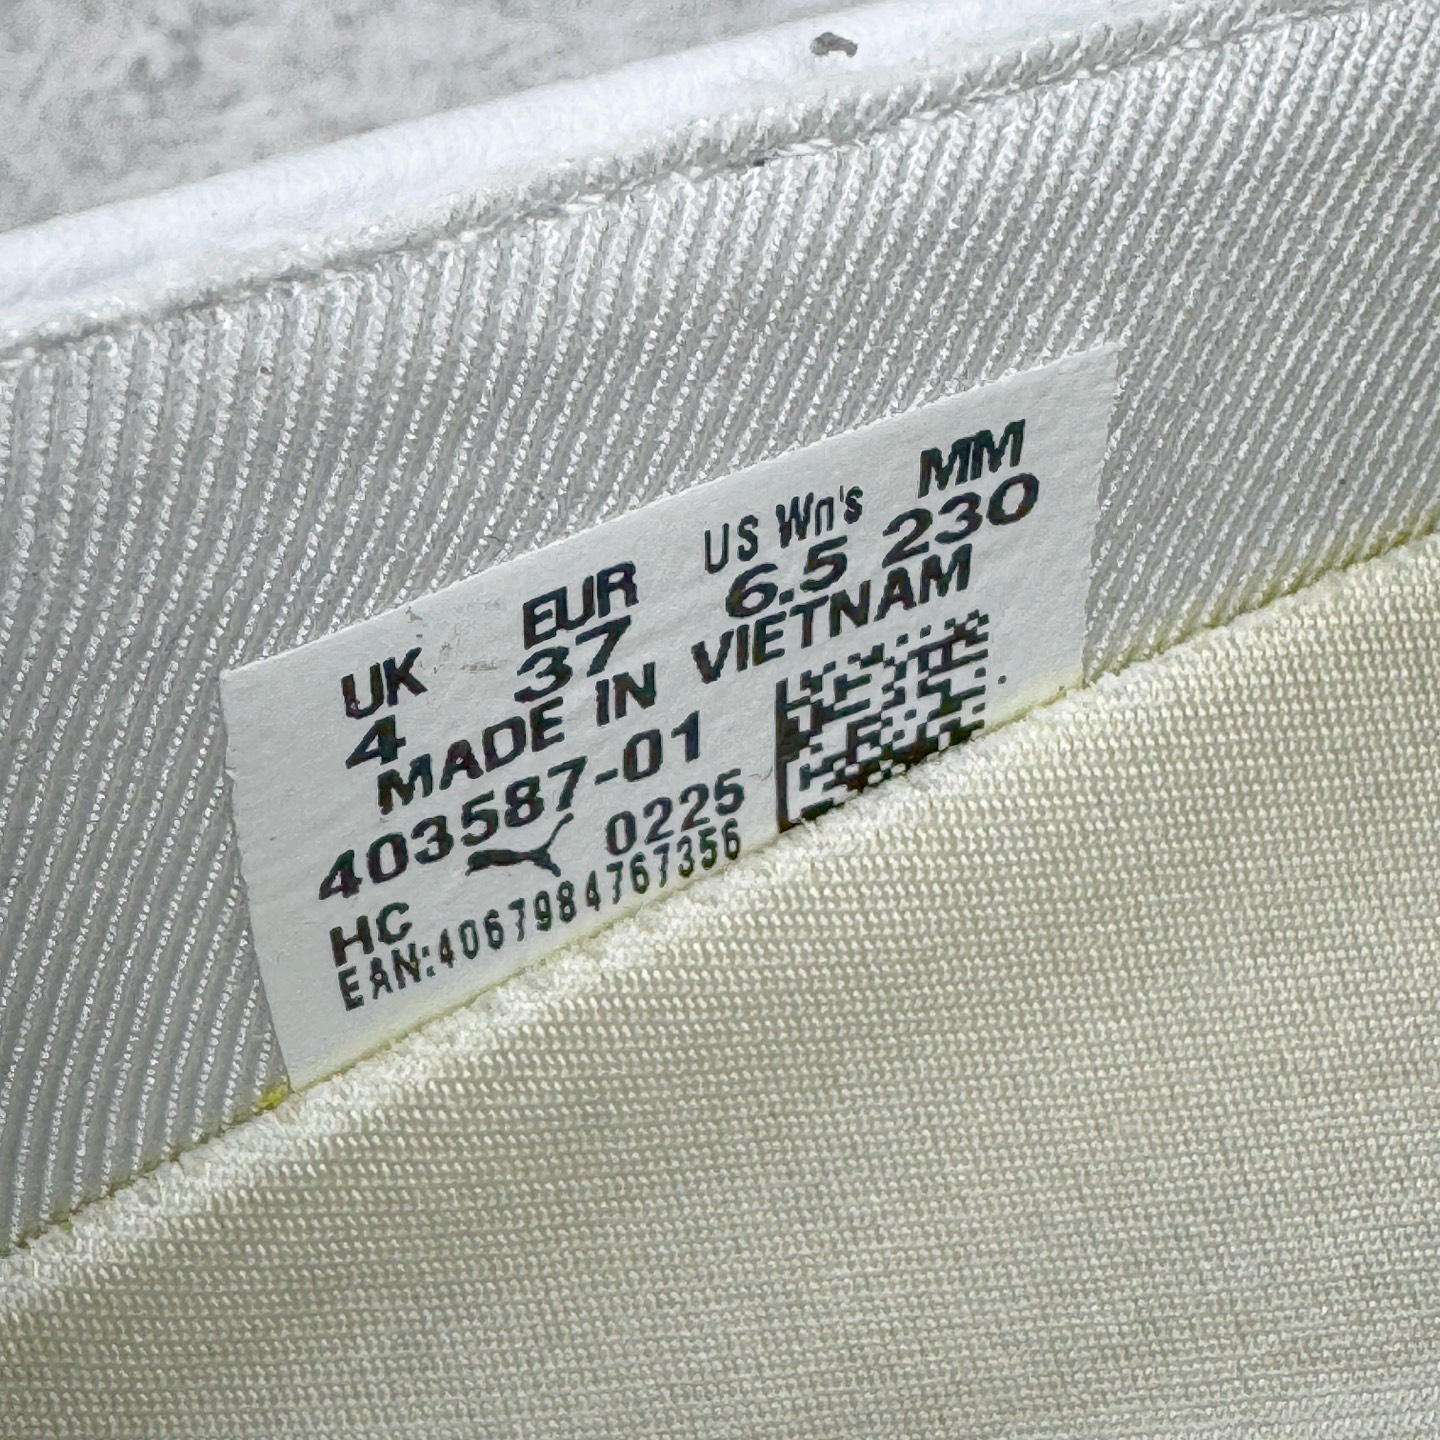 UK EUR US Wn's MM
4 37 6.5 230
MADE IN VIETNAM
403587-01
0225
HC
EAN:4067984767356